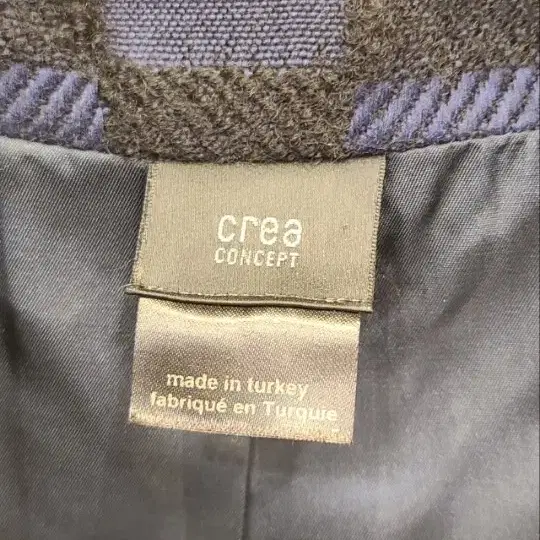 crea
CONCEPT
made in turkey
fabriqué en Turquie